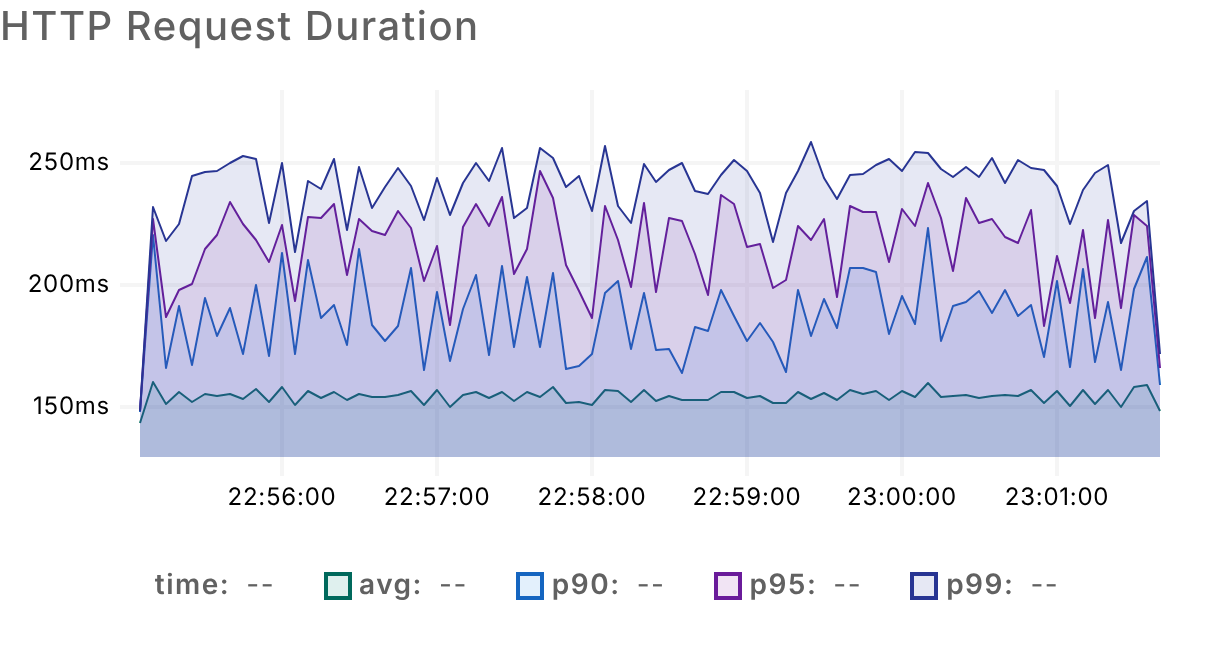 HTTP Request Duration
250ms
200ms
150ms
22:56:00 22:57:00 22:58:00 22:59:00 23:00:00 23:01:00
time: -- avg: -- p90: -- p95: -- p99: --